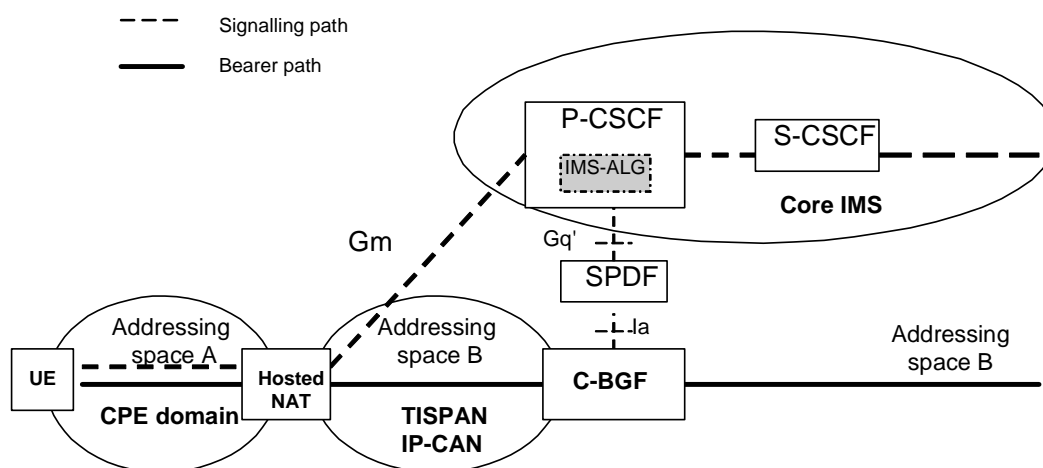 Signalling path
Bearer path
P-CSCF
IMS-ALG
S-CSCF
Core IMS
Gm
Gq'
SPDF
Ia
Addressing
space A
Addressing
space B
Addressing
space B
UE
Hosted
NAT
C-BGF
CPE domain
TISPAN
IP-CAN